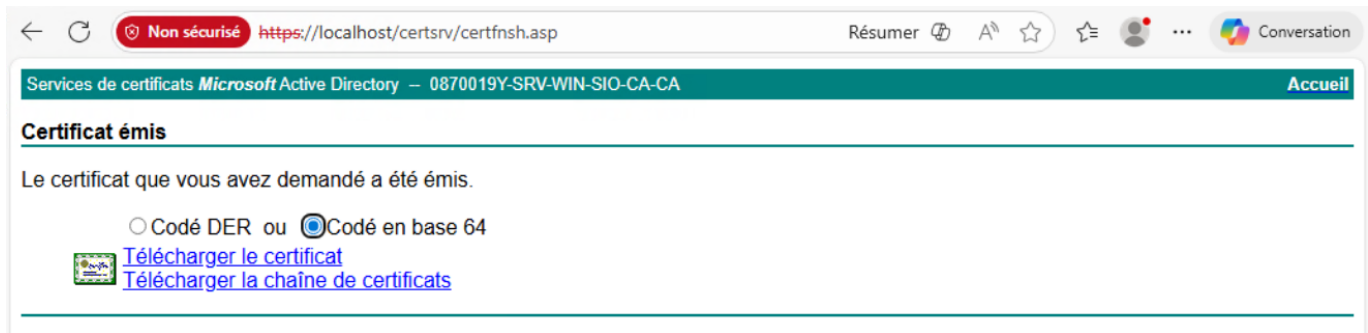 Non sécurisé https://localhost/certsrv/certfnsh.asp Résumer A ... Conversation
Services de certificats Microsoft Active Directory -- 0870019Y-SRV-WIN-SIO-CA-CA Accueil
Certificat émis
Le certificat que vous avez demandé a été émis.
Codé DER ou Codé en base 64
Télécharger le certificat
Télécharger la chaîne de certificats